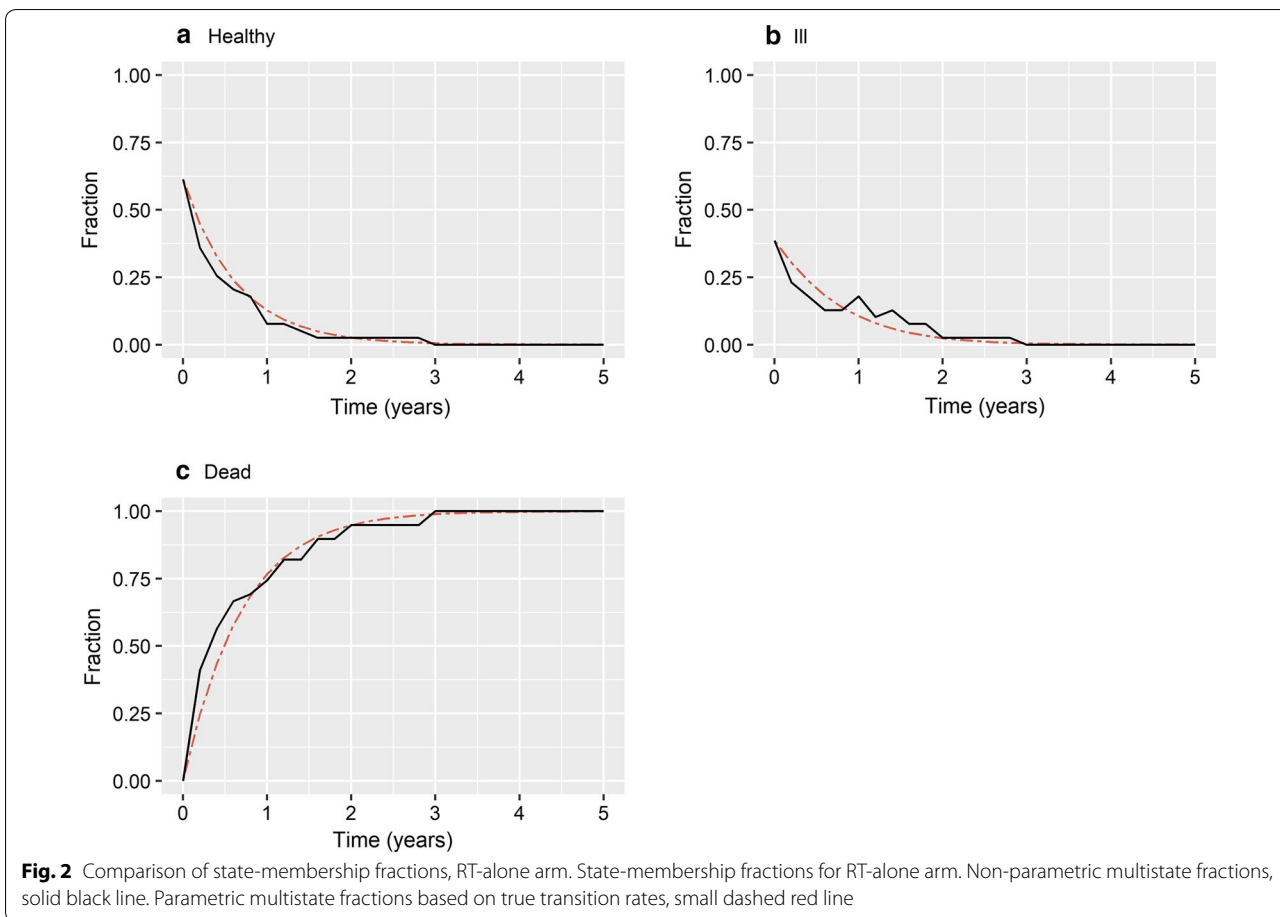 a Healthy
1.00
0.75
0.50
0.25
0.00
Fraction
0 1 2 3 4 5
Time (years)
b Ill
1.00
0.75
0.50
0.25
0.00
Fraction
0 1 2 3 4 5
Time (years)
c Dead
1.00
0.75
0.50
0.25
0.00
Fraction
0 1 2 3 4 5
Time (years)
Fig. 2 Comparison of state-membership fractions, RT-alone arm. State-membership fractions for RT-alone arm. Non-parametric multistate fractions,
solid black line. Parametric multistate fractions based on true transition rates, small dashed red line